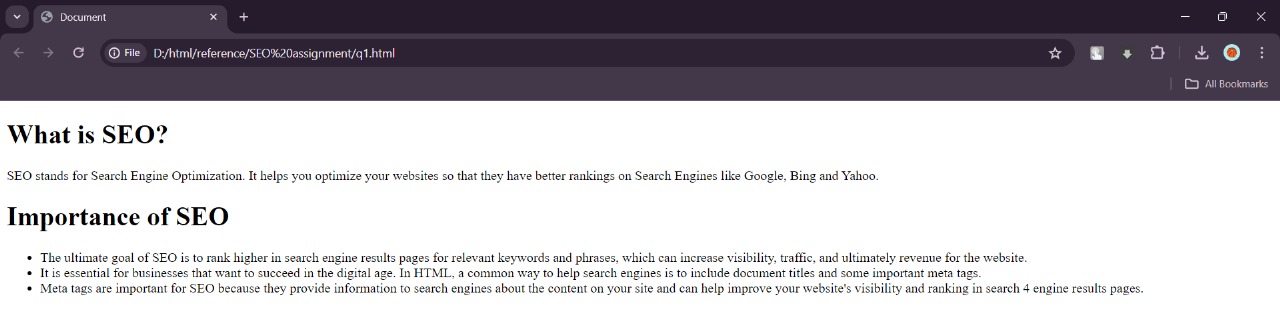 Document
File D:/html/reference/SEO%20assignment/q1.html
All Bookmarks
What is SEO?
SEO stands for Search Engine Optimization. It helps you optimize your websites so that they have better rankings on Search Engines like Google, Bing and Yahoo.
Importance of SEO
• The ultimate goal of SEO is to rank higher in search engine results pages for relevant keywords and phrases, which can increase visibility, traffic, and ultimately revenue for the website.
• It is essential for businesses that want to succeed in the digital age. In HTML, a common way to help search engines is to include document titles and some important meta tags.
• Meta tags are important for SEO because they provide information to search engines about the content on your site and can help improve your website's visibility and ranking in search 4 engine results pages.